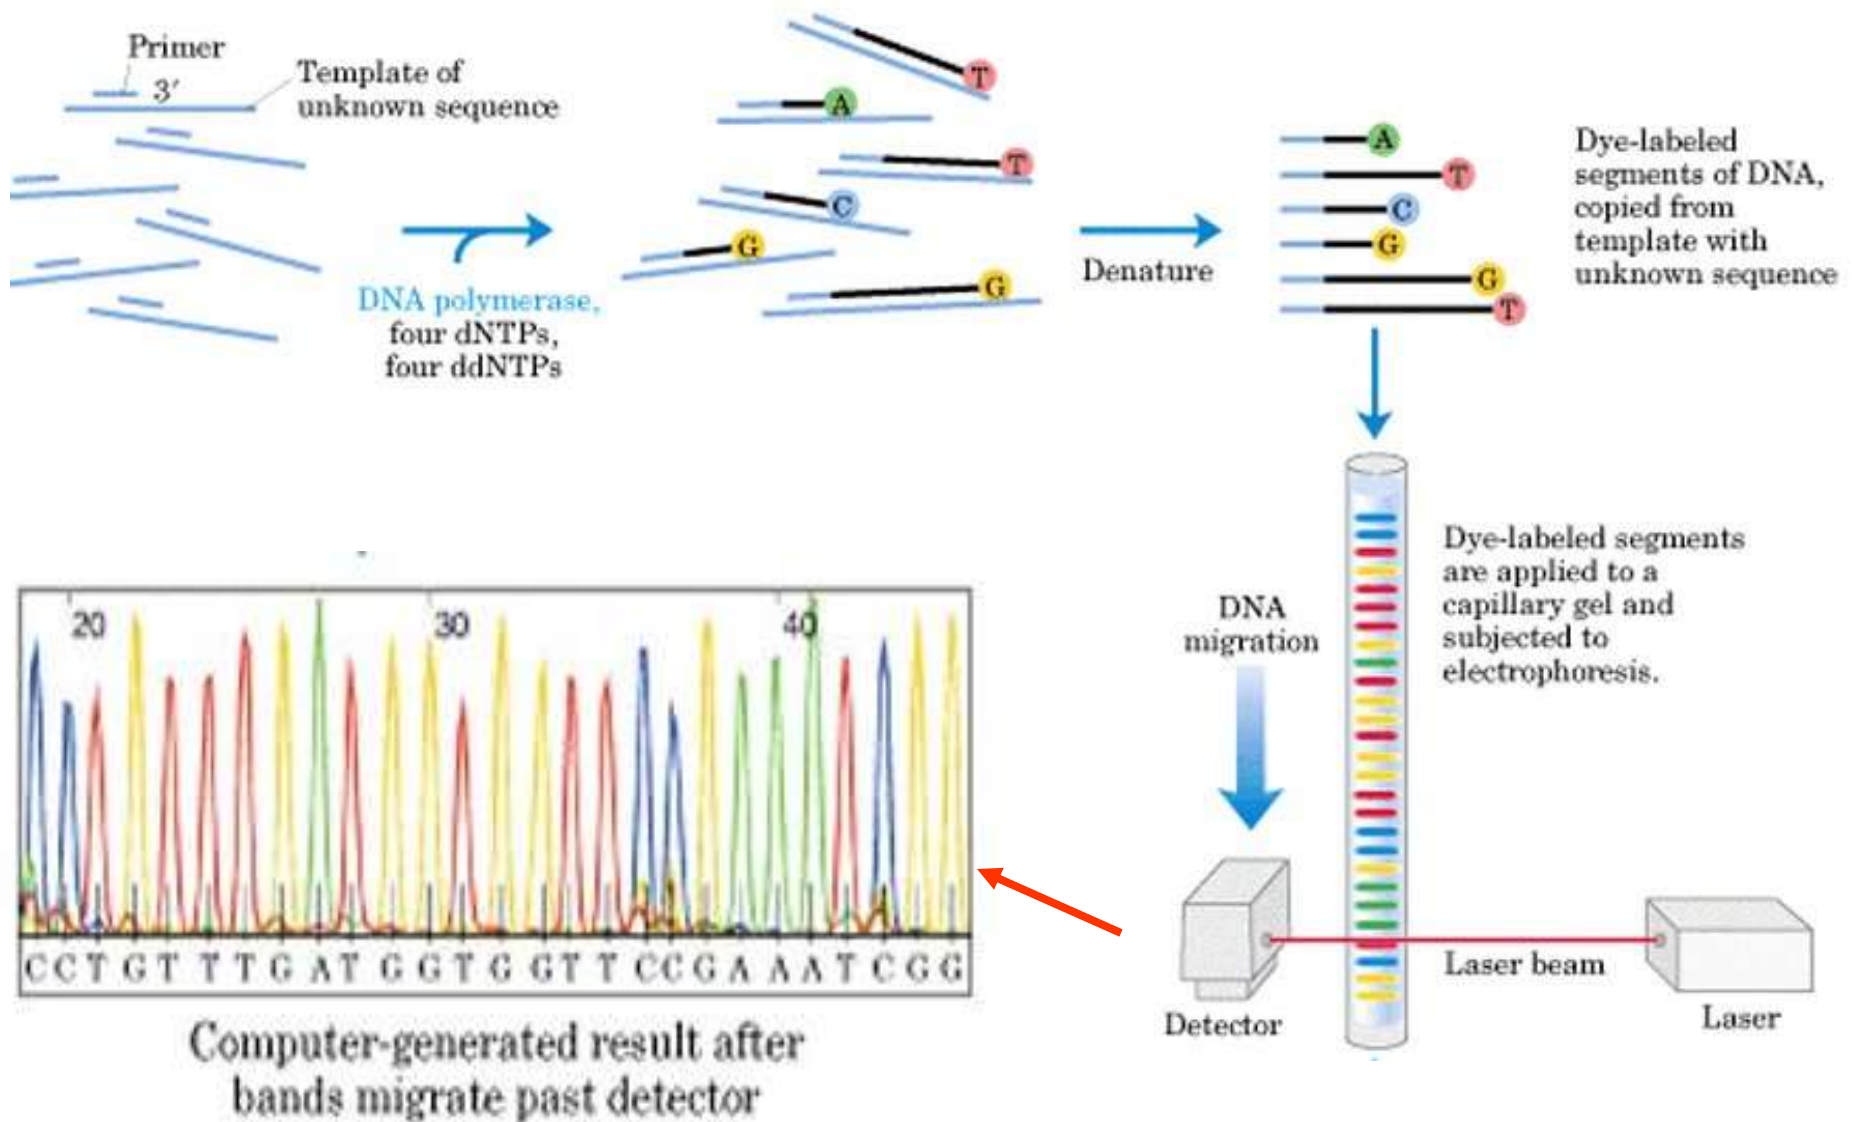 Primer
3′
Template of
unknown sequence
DNA polymerase,
four dNTPs,
four ddNTPs
T
A
T
C
G
G
Denature
A
T
C
G
G
T
Dye-labeled
segments of DNA,
copied from
template with
unknown sequence
Dye-labeled segments
are applied to a
capillary gel and
subjected to
electrophoresis.
DNA
migration
Laser beam
Detector
Laser
20 30 40
C C T G T T T G A T G G T G G T T C C G A A A T C G G
Computer-generated result after
bands migrate past detector